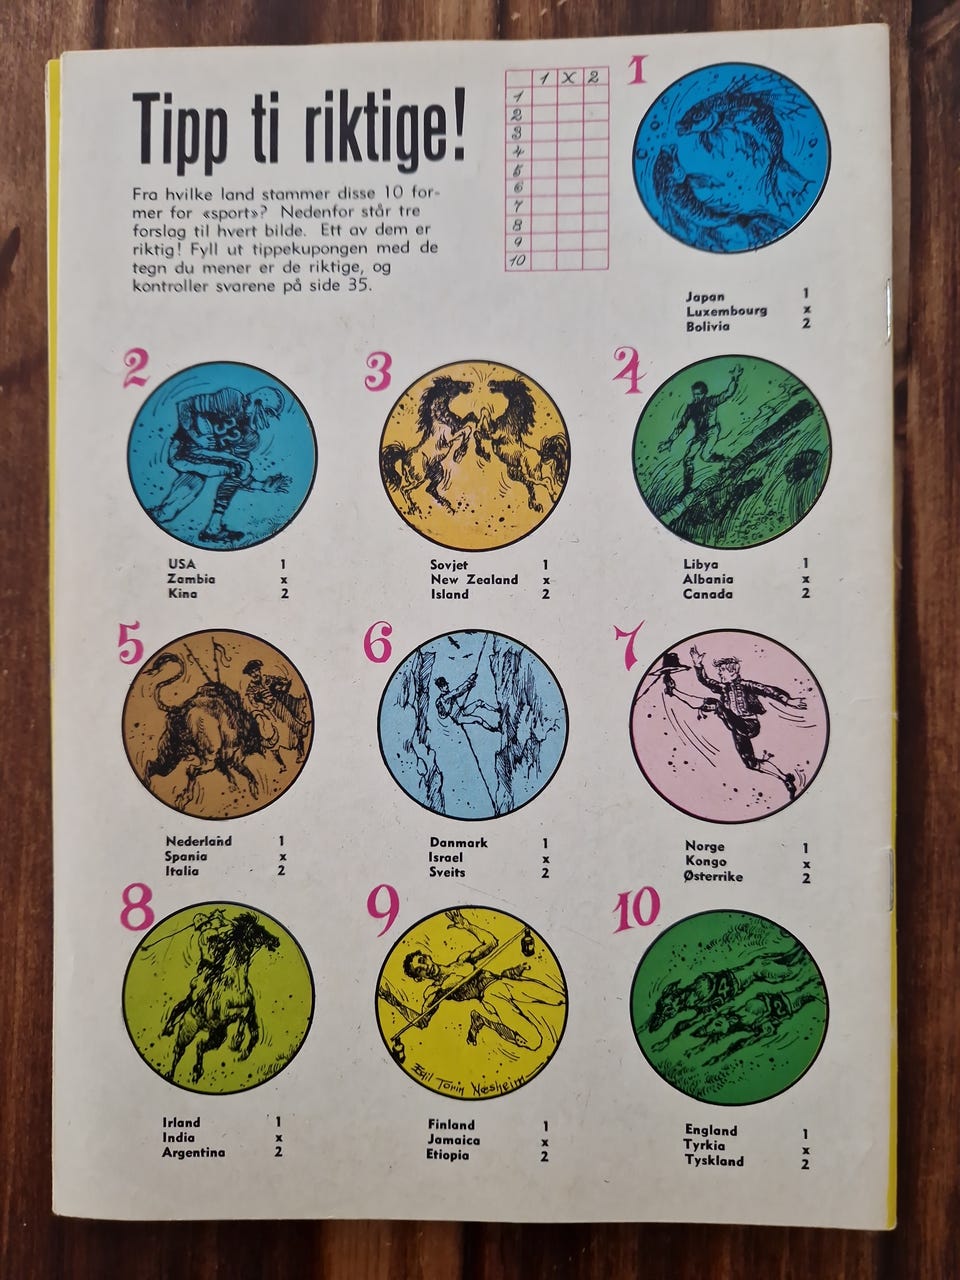 Tipp ti riktige!
Fra hvilke land stammer disse 10 for-
mer for «sport»? Nedenfor står tre
forslag til hvert bilde. Ett av dem er
riktig! Fyll ut tippekupongen med de
tegn du mener er de riktige, og
kontroller svarene på side 35.
1 X 2
1
2
3
4
5
6
7
8
9
10
1
Japan 1
Luxembourg x
Bolivia 2
2
33
USA 1
Zambia x
Kina 2
3
Sovjet 1
New Zealand x
Island 2
4
Libya 1
Albania x
Canada 2
5
Nederland 1
Spania x
Italia 2
6
Danmark 1
Israel x
Sveits 2
7
Norge 1
Kongo x
Østerrike 2
8
Irland 1
India x
Argentina 2
9
Egil Torin Næsheim
Finland 1
Jamaica x
Etiopia 2
10
4
2
England 1
Tyrkia x
Tyskland 2